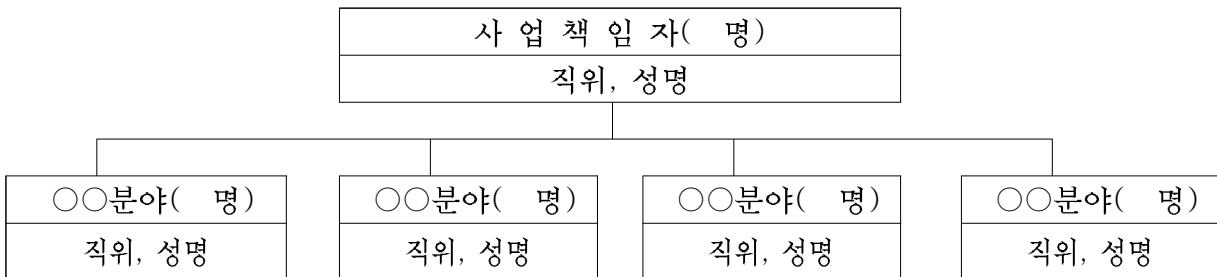 사 업 책 임 자(   명)
직위, 성명
○○분야(   명)
직위, 성명
○○분야(   명)
직위, 성명
○○분야(   명)
직위, 성명
○○분야(   명)
직위, 성명